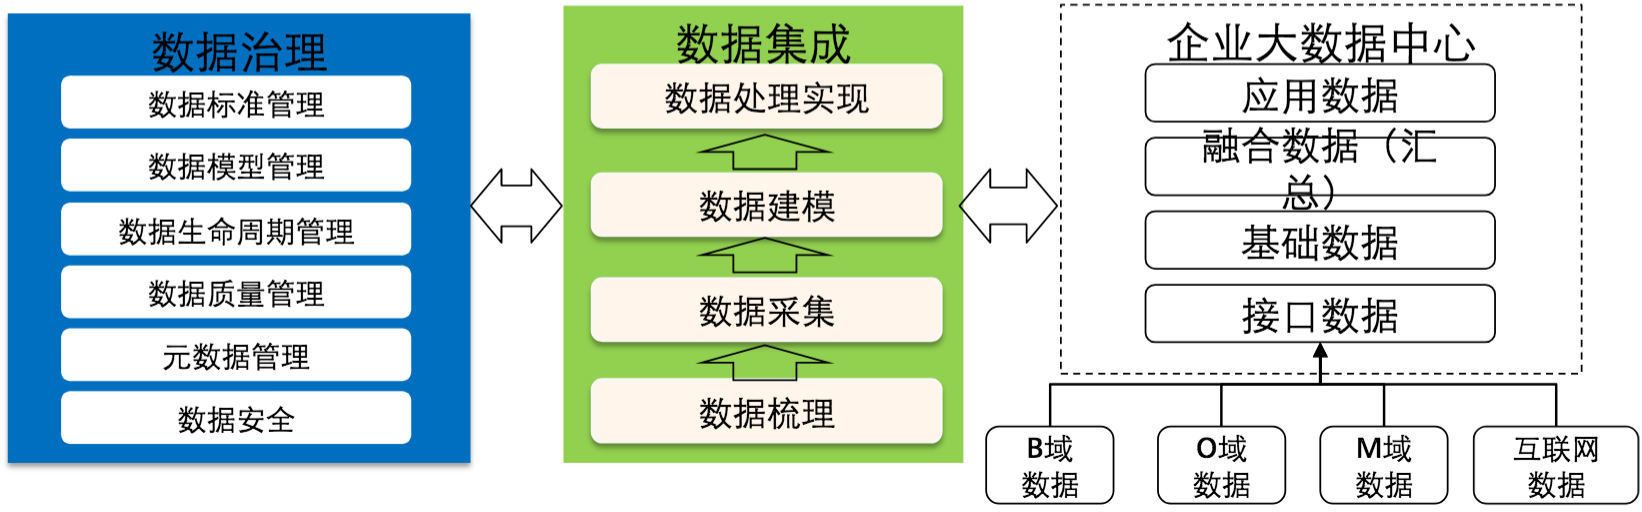 数据治理
数据标准管理
数据模型管理
数据生命周期管理
数据质量管理
元数据管理
数据安全
数据集成
数据处理实现
数据建模
数据采集
数据梳理
企业大数据中心
应用数据
融合数据（汇
总）
基础数据
接口数据
B域
数据
O域
数据
M域
数据
互联网
数据